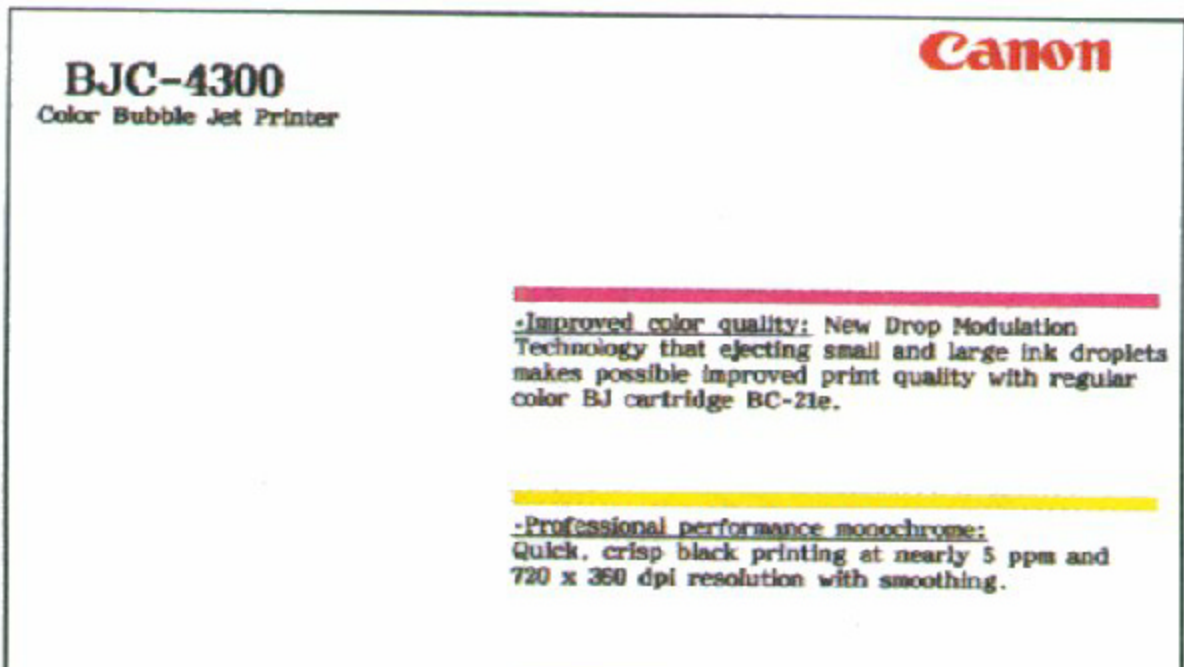 Canon
BJC-4300
Color Bubble Jet Printer
•Improved color quality: New Drop Modulation
Technology that ejecting small and large ink droplets
makes possible improved print quality with regular
color BJ cartridge BC-21e.
•Professional performance monochrome:
Quick, crisp black printing at nearly 5 ppm and
720 x 360 dpi resolution with smoothing.